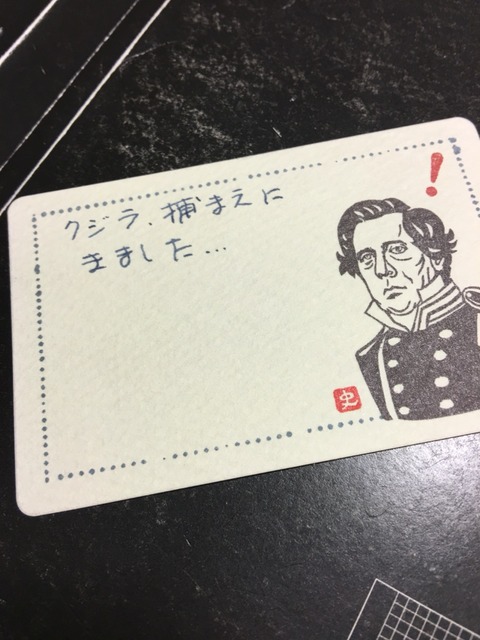 クジラ、捕まえに
きました…
!
史